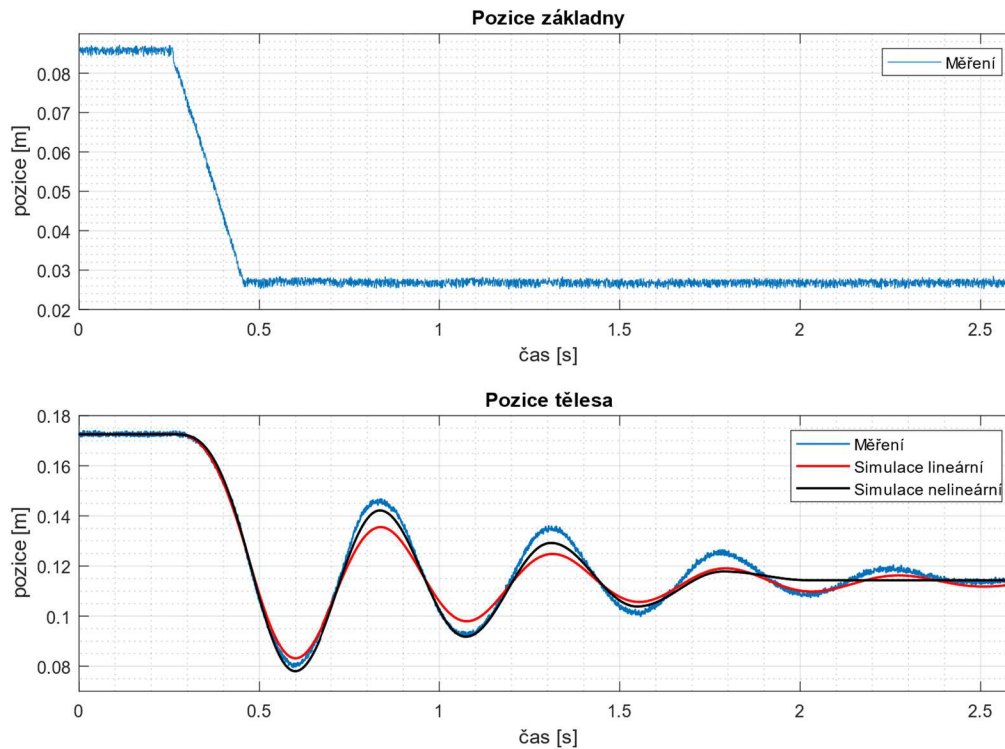 Pozice základny
Měření
pozice [m]
0.08
0.07
0.06
0.05
0.04
0.03
0.02
0
0.5
1
1.5
2
2.5
čas [s]
Pozice tělesa
Měření
Simulace lineární
Simulace nelineární
pozice [m]
0.18
0.16
0.14
0.12
0.1
0.08
0
0.5
1
1.5
2
2.5
čas [s]